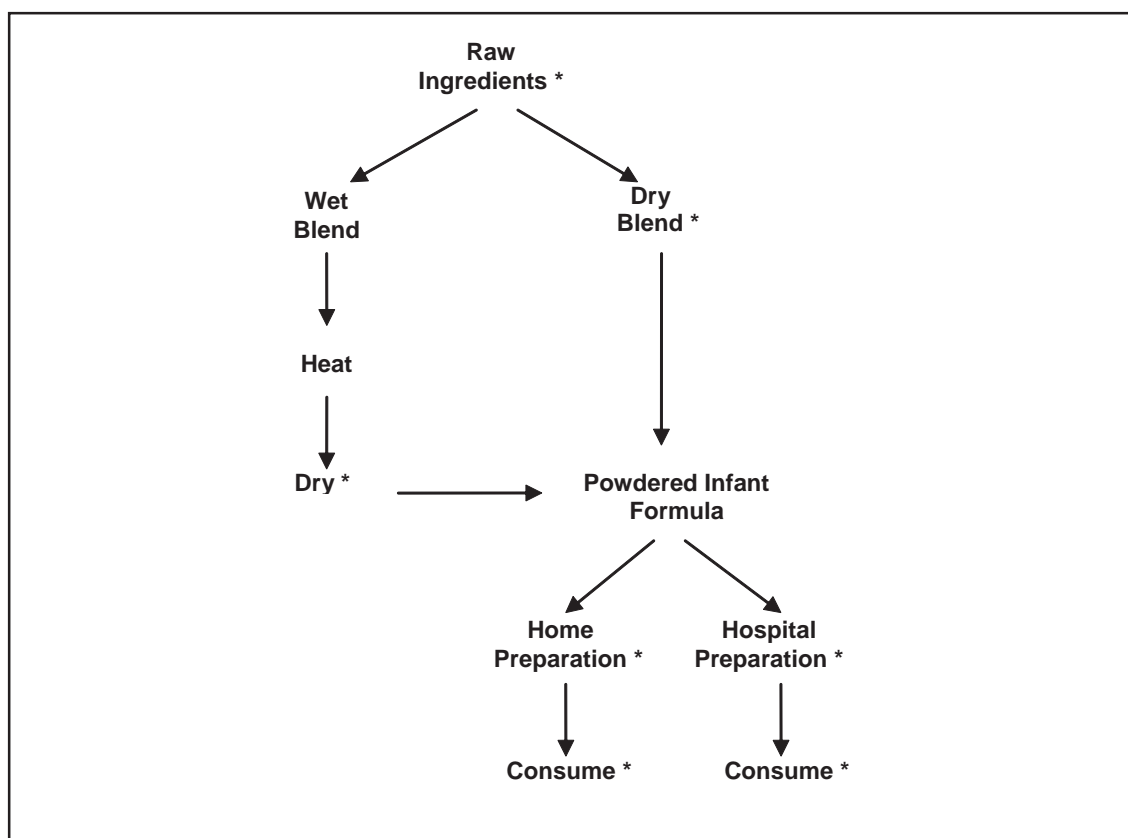 Raw
Ingredients *
Wet
Blend
Dry
Blend *
Heat
Dry *
Powdered Infant
Formula
Home
Preparation *
Hospital
Preparation *
Consume *
Consume *